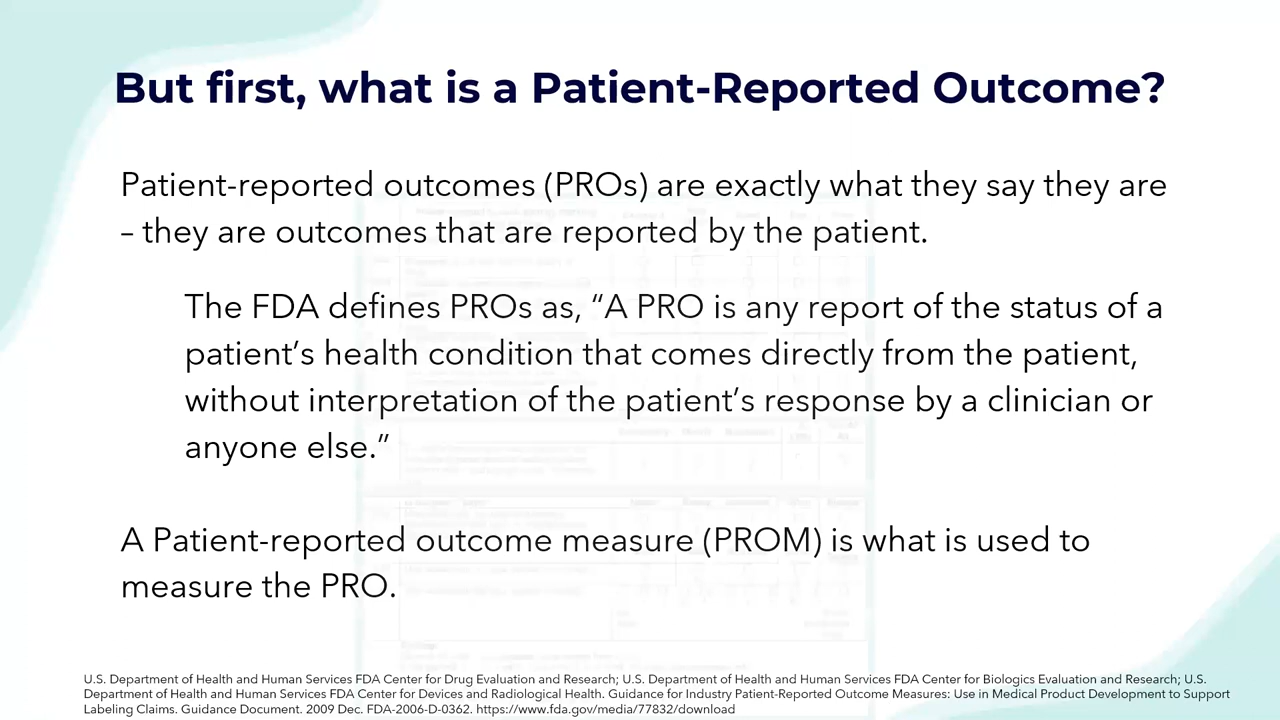 But first, what is a Patient-Reported Outcome?
Patient-reported outcomes (PROs) are exactly what they say they are
– they are outcomes that are reported by the patient.
The FDA defines PROs as, “A PRO is any report of the status of a
patient’s health condition that comes directly from the patient,
without interpretation of the patient’s response by a clinician or
anyone else.”
A Patient-reported outcome measure (PROM) is what is used to
measure the PRO.
U.S. Department of Health and Human Services FDA Center for Drug Evaluation and Research; U.S. Department of Health and Human Services FDA Center for Biologics Evaluation and Research; U.S.
Department of Health and Human Services FDA Center for Devices and Radiological Health. Guidance for Industry Patient-Reported Outcome Measures: Use in Medical Product Development to Support
Labeling Claims. Guidance Document. 2009 Dec. FDA-2006-D-0362. https://www.fda.gov/media/77832/download